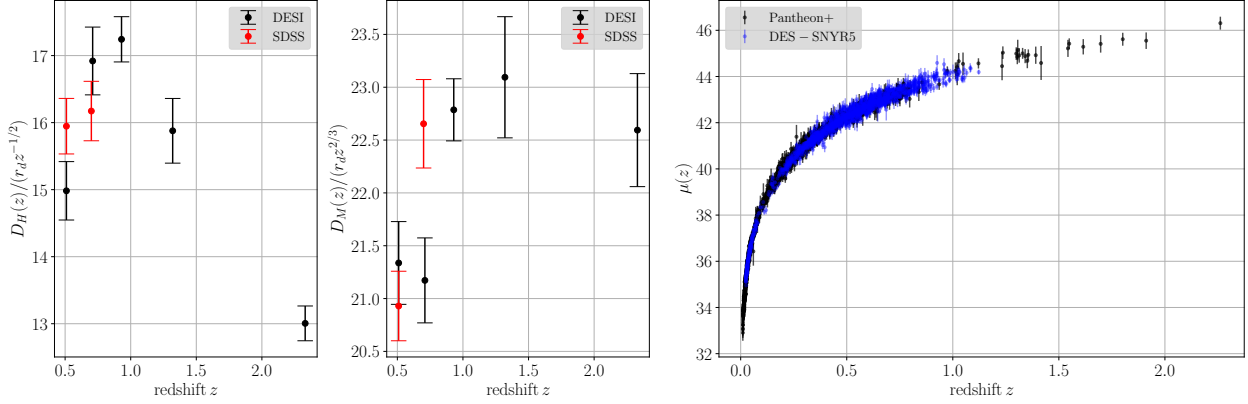 DESI
SDSS
17
16
15
14
13
0.5 1.0 1.5 2.0
redshift z
D_H(z)/(r_d z^{-1/2})
DESI
SDSS
23.5
23.0
22.5
22.0
21.5
21.0
20.5
0.5 1.0 1.5 2.0
redshift z
D_M(z)/(r_d z^{2/3})
Pantheon+
DES − SNYR5
46
44
42
40
38
36
34
32
0.0 0.5 1.0 1.5 2.0
redshift z
μ(z)